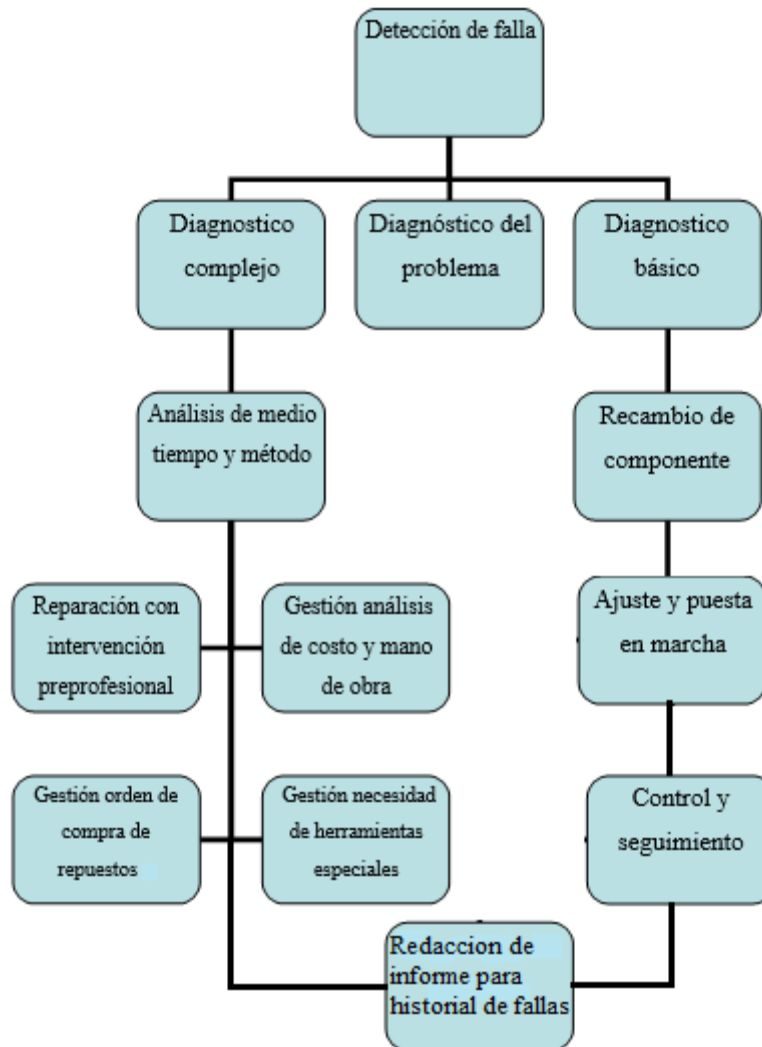 Detección de falla
Diagnostico
complejo
Diagnóstico del
problema
Diagnostico
básico
Análisis de medio
tiempo y método
Recambio de
componente
Reparación con
intervención
preprofesional
Gestión análisis
de costo y mano
de obra
Ajuste y puesta
en marcha
Gestión orden de
compra de
repuestos
Gestión necesidad
de herramientas
especiales
Control y
seguimiento
Redaccion de
informe para
historial de fallas